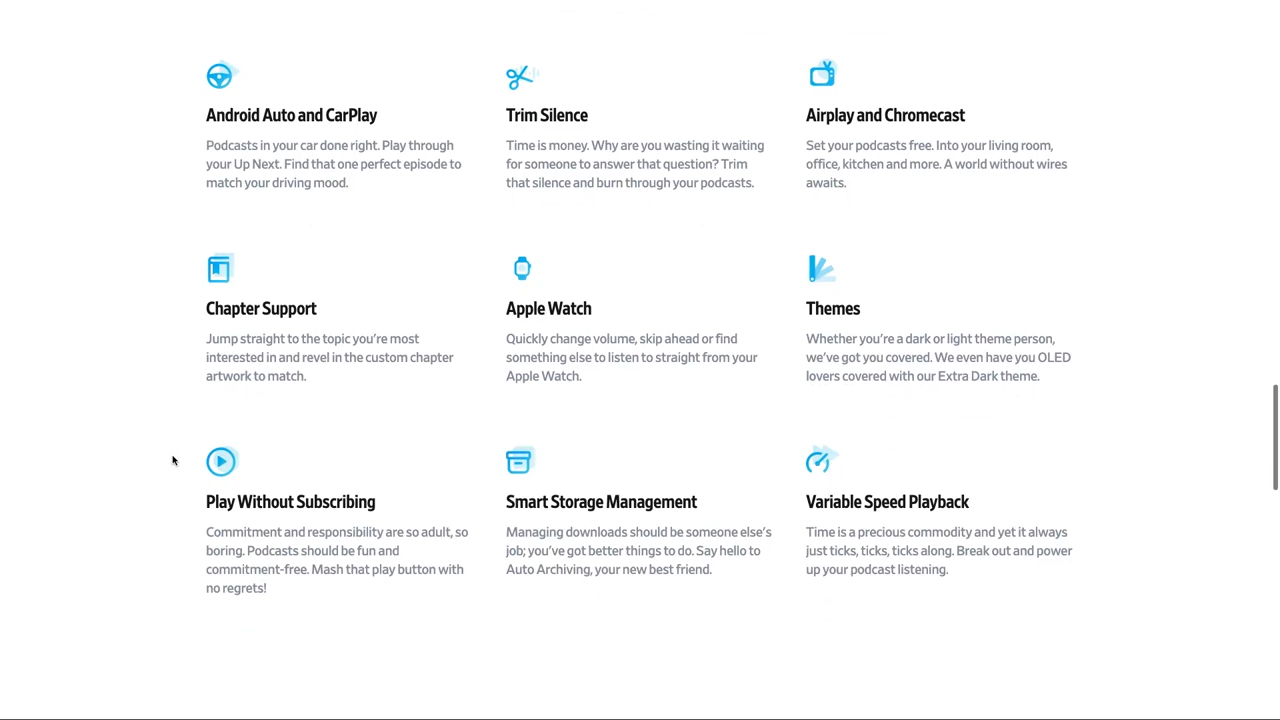 Android Auto and CarPlay
Podcasts in your car done right. Play through
your Up Next. Find that one perfect episode to
match your driving mood.
Trim Silence
Time is money. Why are you wasting it waiting
for someone to answer that question? Trim
that silence and burn through your podcasts.
Airplay and Chromecast
Set your podcasts free. Into your living room,
office, kitchen and more. A world without wires
awaits.
Chapter Support
Jump straight to the topic you're most
interested in and revel in the custom chapter
artwork to match.
Apple Watch
Quickly change volume, skip ahead or find
something else to listen to straight from your
Apple Watch.
Themes
Whether you're a dark or light theme person,
we've got you covered. We even have you OLED
lovers covered with our Extra Dark theme.
Play Without Subscribing
Commitment and responsibility are so adult, so
boring. Podcasts should be fun and
commitment-free. Mash that play button with
no regrets!
Smart Storage Management
Managing downloads should be someone else's
job; you've got better things to do. Say hello to
Auto Archiving, your new best friend.
Variable Speed Playback
Time is a precious commodity and yet it always
just ticks, ticks, ticks along. Break out and power
up your podcast listening.